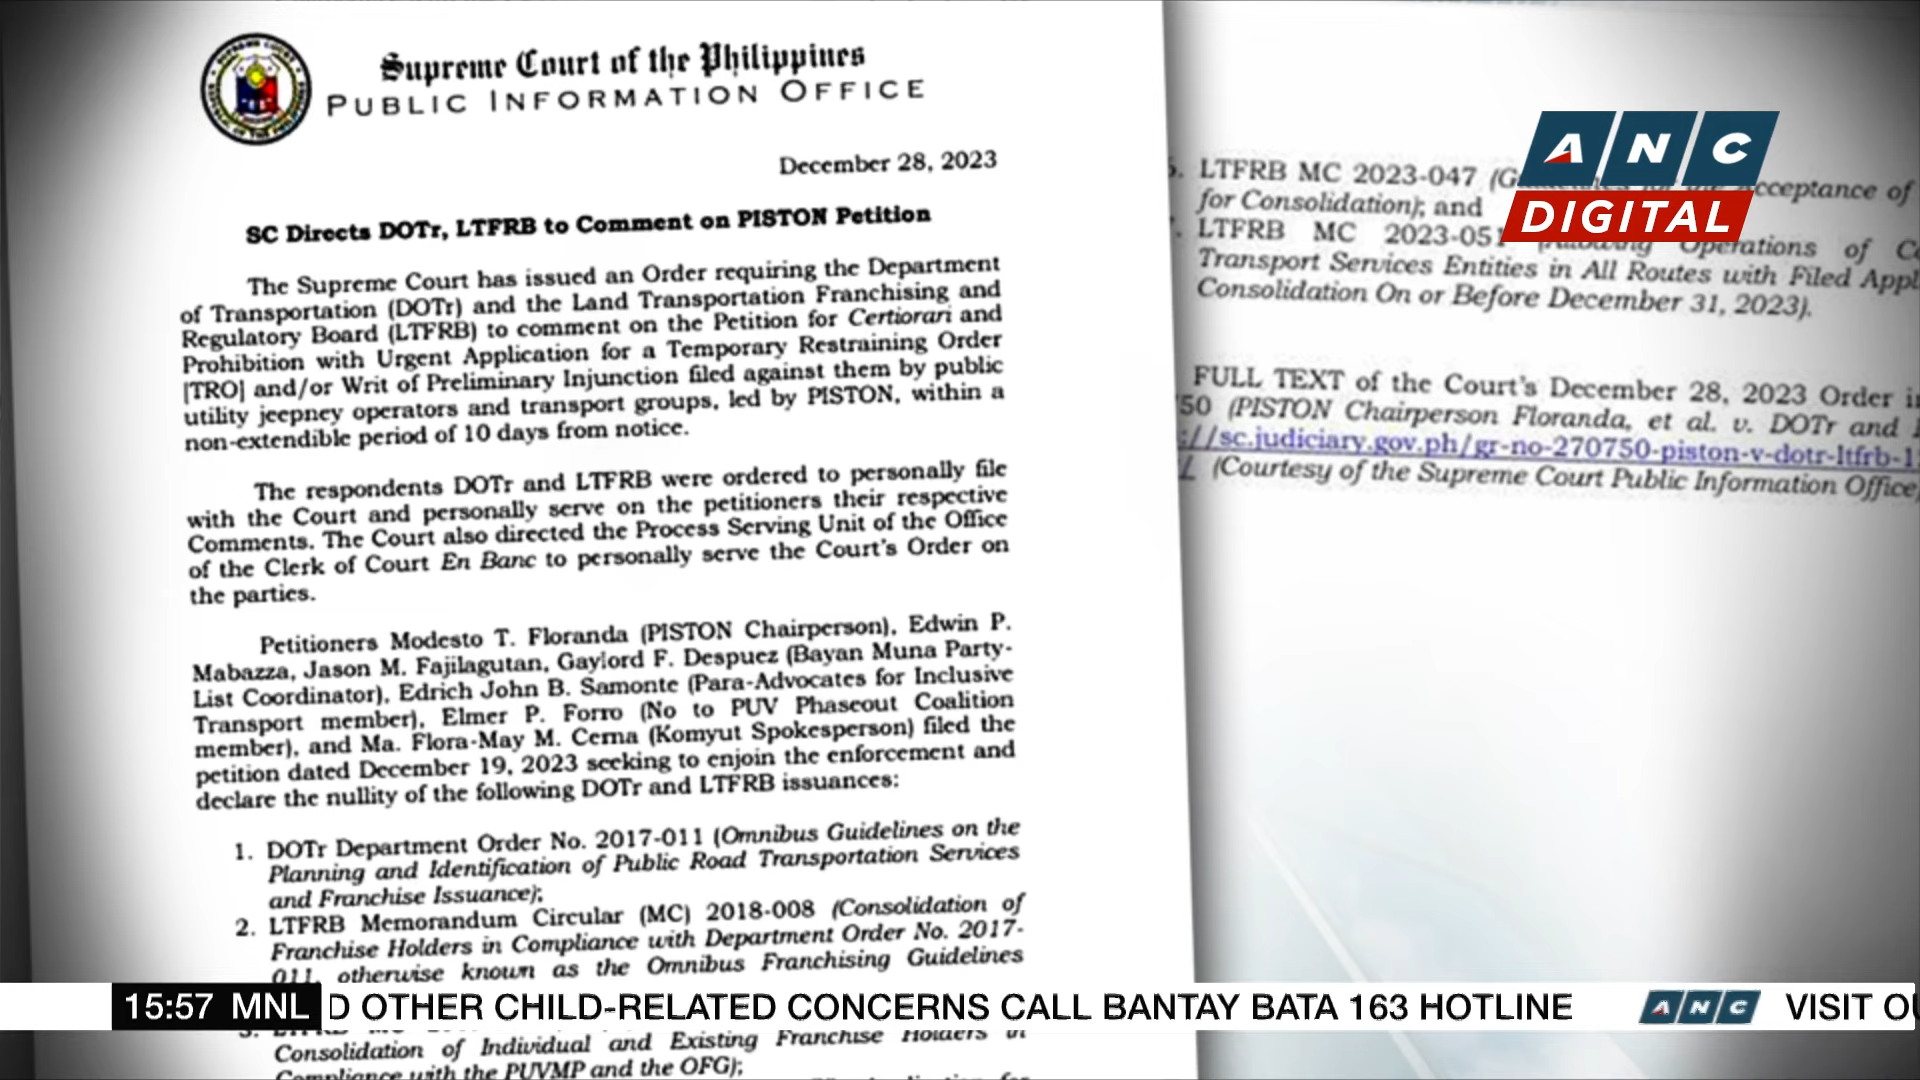 Supreme Court of the Philippines
PUBLIC INFORMATION OFFICE
December 28, 2023
SC Directs DOTr, LTFRB to Comment on PISTON Petition
The Supreme Court has issued an Order requiring the Department
of Transportation (DOTr) and the Land Transportation Franchising and
Regulatory Board (LTFRB) to comment on the Petition for Certiorari and
Prohibition with Urgent Application for a Temporary Restraining Order
[TRO] and/or Writ of Preliminary Injunction filed against them by public
utility jeepney operators and transport groups, led by PISTON, within a
non-extendible period of 10 days from notice.
The respondents DOTr and LTFRB were ordered to personally file
with the Court and personally serve on the petitioners their respective
Comments. The Court also directed the Process Serving Unit of the Office
of the Clerk of Court En Banc to personally serve the Court's Order on
the parties.
Petitioners Modesto T. Floranda (PISTON Chairperson), Edwin P.
Mabazza, Jason M. Fajilagutan, Gaylord F. Despuez (Bayan Muna Party-
List Coordinator), Edrich John B. Samonte (Para-Advocates for Inclusive
Transport member), Elmer P. Forro (No to PUV Phaseout Coalition
member), and Ma. Flora-May M. Cerna (Komyut Spokesperson) filed the
petition dated December 19, 2023 seeking to enjoin the enforcement and
declare the nullity of the following DOTr and LTFRB issuances:
1. DOTr Department Order No. 2017-011 (Omnibus Guidelines on the
Planning and Identification of Public Road Transportation Services
and Franchise Issuance);
2. LTFRB Memorandum Circular (MC) 2018-008 (Consolidation of
Franchise Holders in Compliance with Department Order No. 2017-
011, otherwise known as the Omnibus Franchising Guidelines
Consolidation of Individual and Existing Franchise Holders in
Compliance with the PUVMP and the OFG);
LTFRB MC 2023-047 Acceptance of
for Consolidation); and
LTFRB MC 2023-051 Operations of
Transport Services Entities in All Routes with Filed
Consolidation On or Before December 31, 2023).
FULL TEXT of the Court's December 28, 2023 Order
50 (PISTON Chairperson Floranda, et al. v. DOTr and
://sc.judiciary.gov.ph/gr-no-270750-piston-v-dotr-ltfrb-1
/ (Courtesy of the Supreme Court Public Information Office)
ANC
DIGITAL
15:57 MNL D OTHER CHILD-RELATED CONCERNS CALL BANTAY BATA 163 HOTLINE ANC VISIT